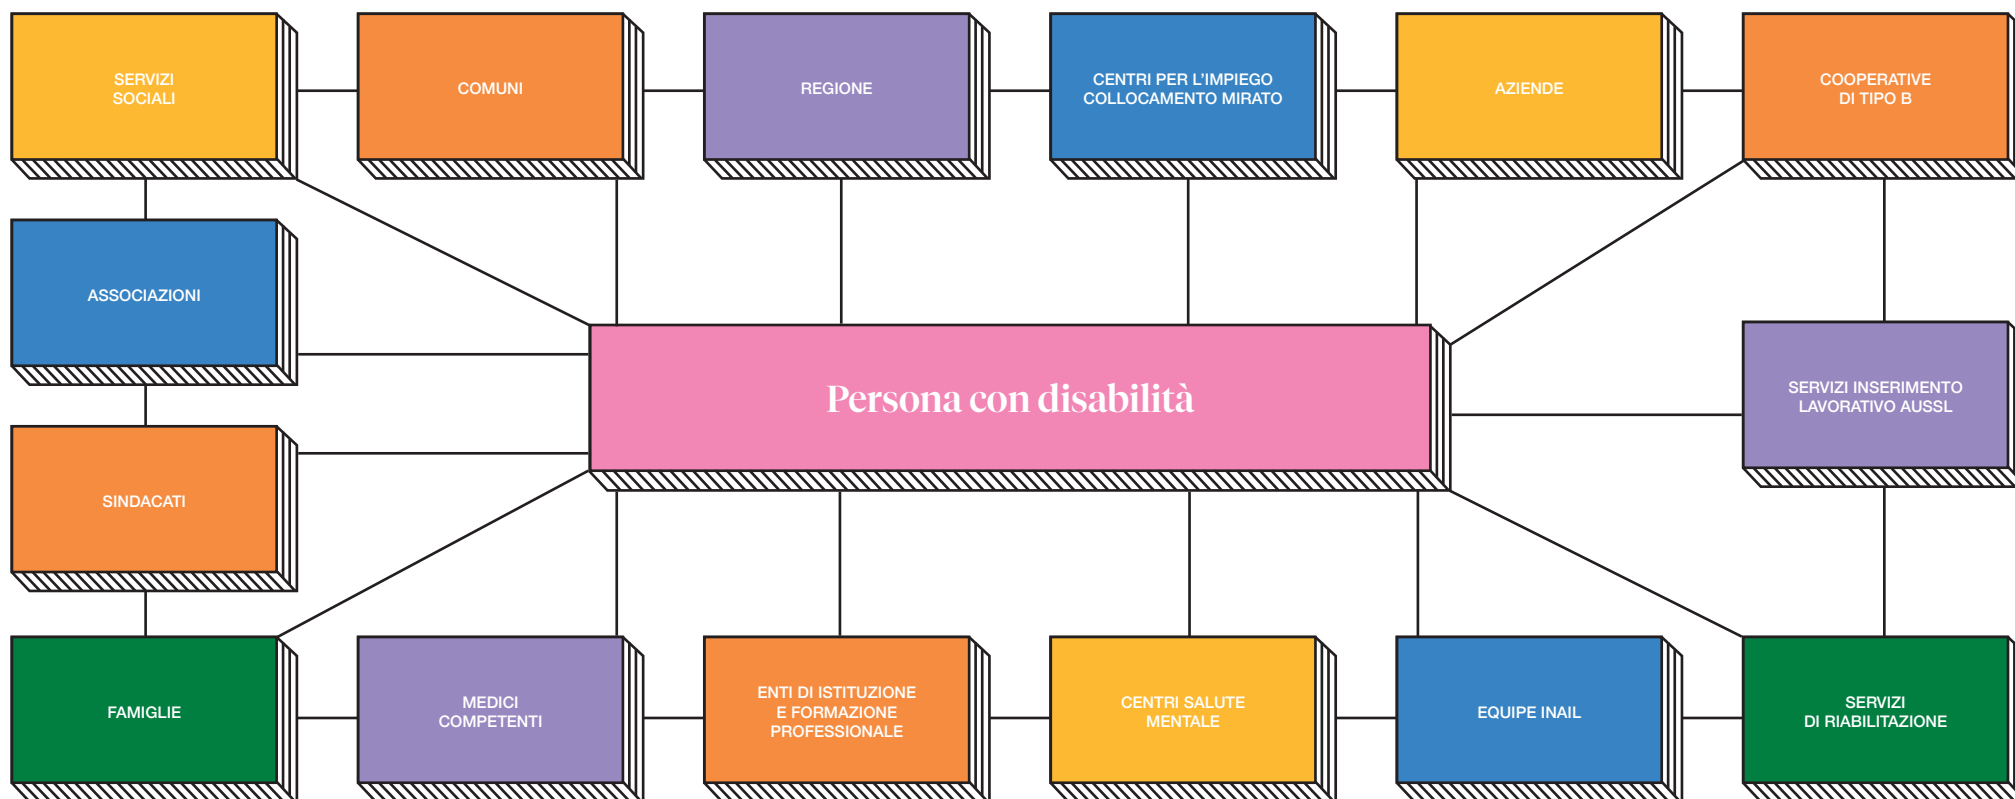 SERVIZI
SOCIALI
COMUNI
REGIONE
CENTRI PER L'IMPIEGO
COLLOCAMENTO MIRATO
AZIENDE
COOPERATIVE
DI TIPO B
ASSOCIAZIONI
Persona con disabilità
SERVIZI INSERIMENTO
LAVORATIVO AUSSL
SINDACATI
FAMIGLIE
MEDICI
COMPETENTI
ENTI DI ISTITUZIONE
E FORMAZIONE
PROFESSIONALE
CENTRI SALUTE
MENTALE
EQUIPE INAIL
SERVIZI
DI RIABILITAZIONE